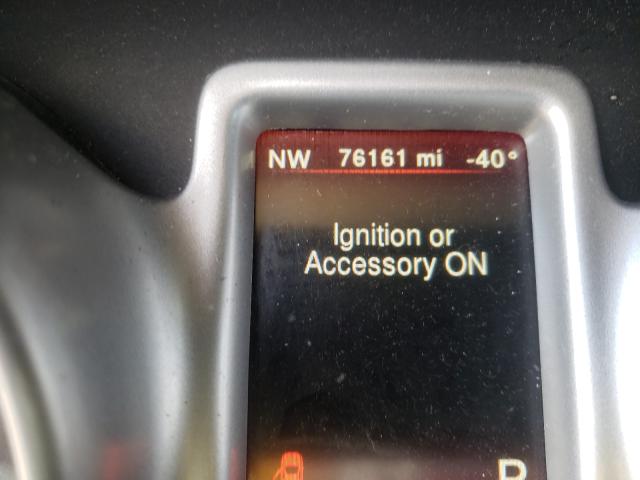 NW 76161 mi -40°
Ignition or
Accessory ON
P